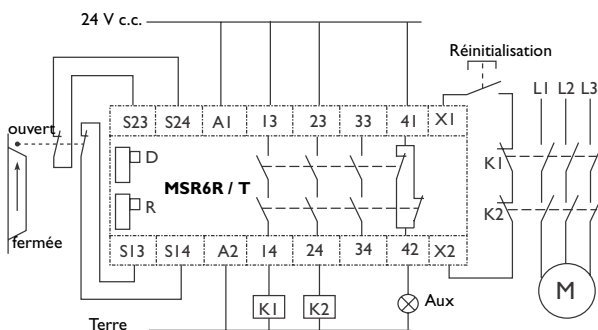 24 V c.c.
Réinitialisation
L1 L2 L3
S23 S24 A1 13 23 33 41 X1
ouvert
D
K1
MSR6R / T
R
K2
fermée
S13 S14 A2 14 24 34 42 X2
K1 K2 Aux M
Terre